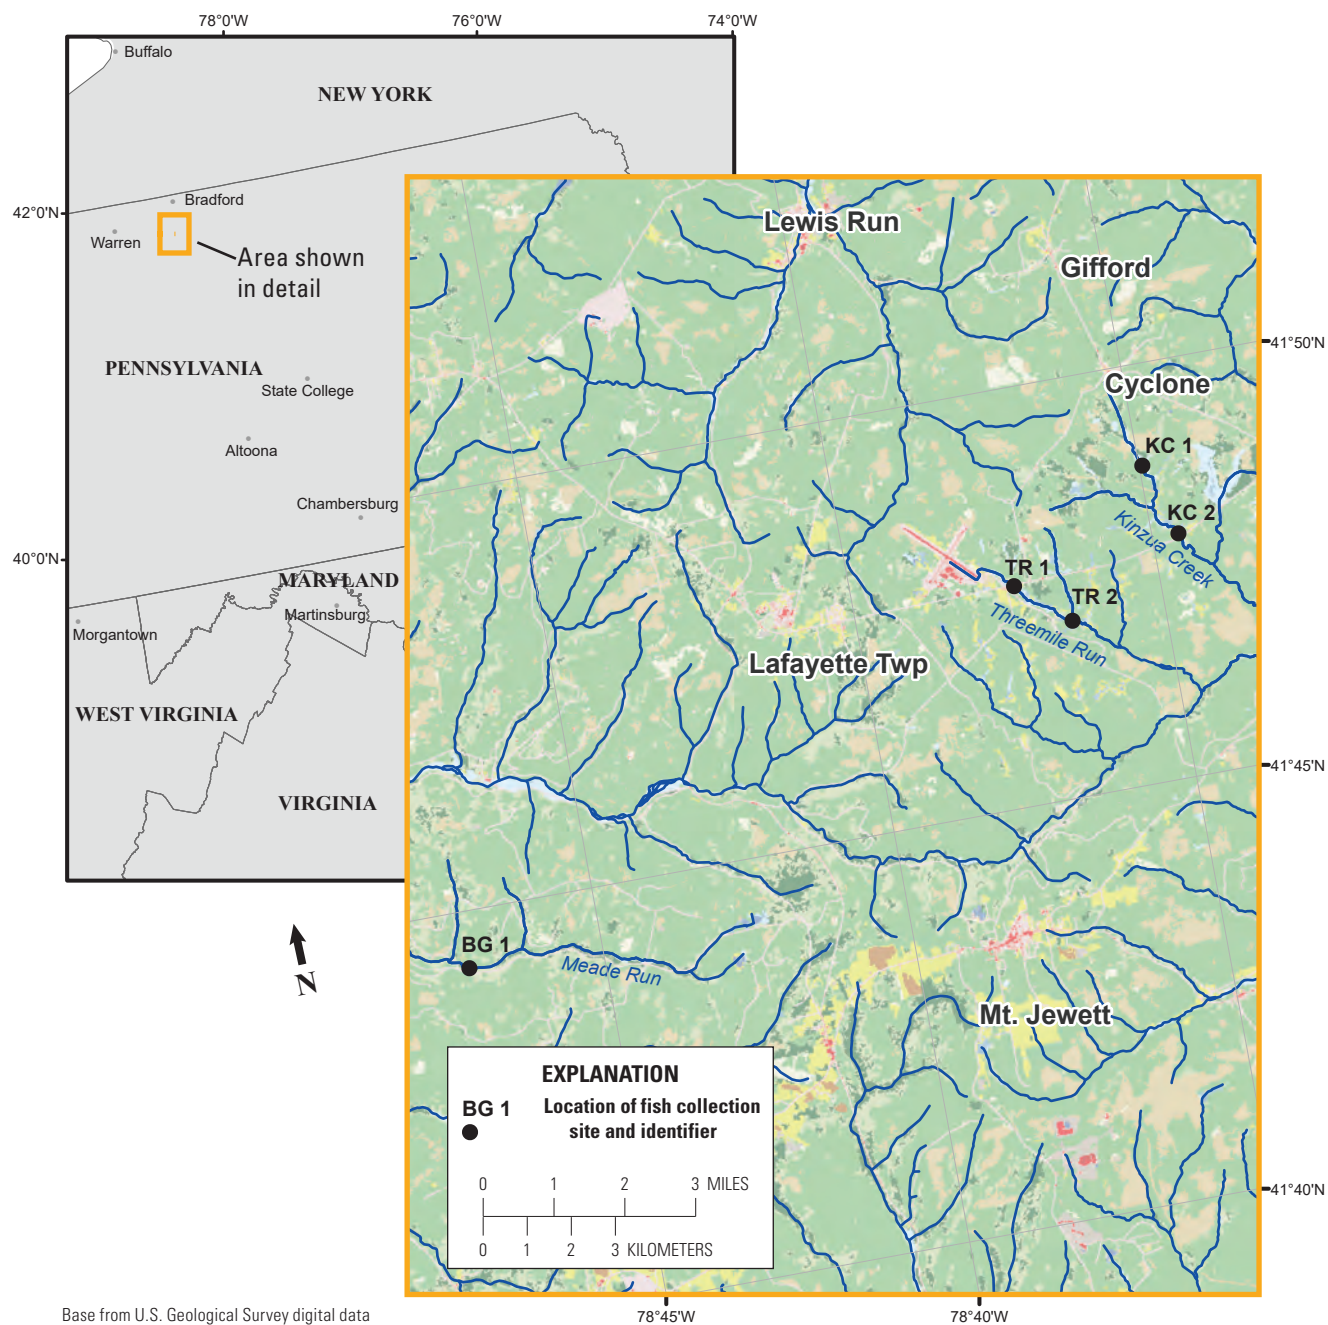 78°0'W
76°0'W
74°0'W
Buffalo
NEW YORK
42°0'N
Bradford
Warren
Area shown
in detail
PENNSYLVANIA
State College
Altoona
Chambersburg
40°0'N
MARYLAND
Martinsburg
Morgantown
WEST VIRGINIA
VIRGINIA
N
Lewis Run
Gifford
41°50'N
Cyclone
KC 1
KC 2
Kinzua Creek
TR 1
TR 2
Threemile Run
Lafayette Twp
41°45'N
BG 1
Meade Run
Mt. Jewett
EXPLANATION
BG 1 Location of fish collection
site and identifier
0 1 2 3 MILES
0 1 2 3 KILOMETERS
41°40'N
78°45'W
78°40'W
Base from U.S. Geological Survey digital data